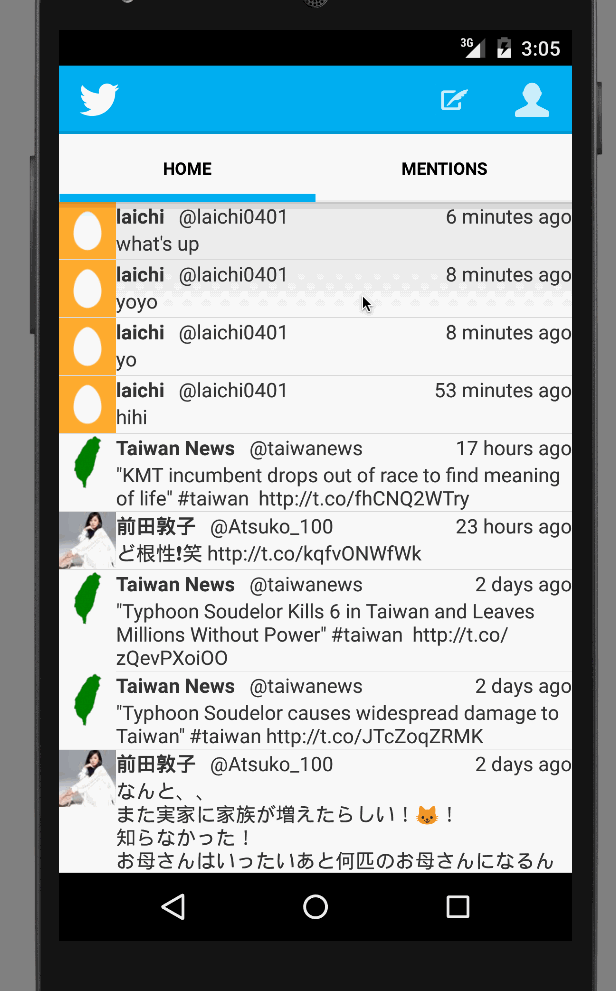 3G 3:05
HOME MENTIONS
laichi @laichi0401 6 minutes ago
what's up
laichi @laichi0401 8 minutes ago
yoyo
laichi @laichi0401 8 minutes ago
yo
laichi @laichi0401 53 minutes ago
hihi
Taiwan News @taiwanews 17 hours ago
"KMT incumbent drops out of race to find meaning
of life" #taiwan http://t.co/fhCNQ2WTry
前田敦子 @Atsuko_100 23 hours ago
ど根性❗笑 http://t.co/kqfvONWfWk
Taiwan News @taiwanews 2 days ago
"Typhoon Soudelor Kills 6 in Taiwan and Leaves
Millions Without Power" #taiwan http://t.co/
zQevPXoiOO
Taiwan News @taiwanews 2 days ago
"Typhoon Soudelor causes widespread damage to
Taiwan" #taiwan http://t.co/JTcZoqZRMK
前田敦子 @Atsuko_100 2 days ago
なんと、、
また実家に家族が増えたらしい！🐱！
知らなかった！
お母さんはいったいあと何匹のお母さんになるん